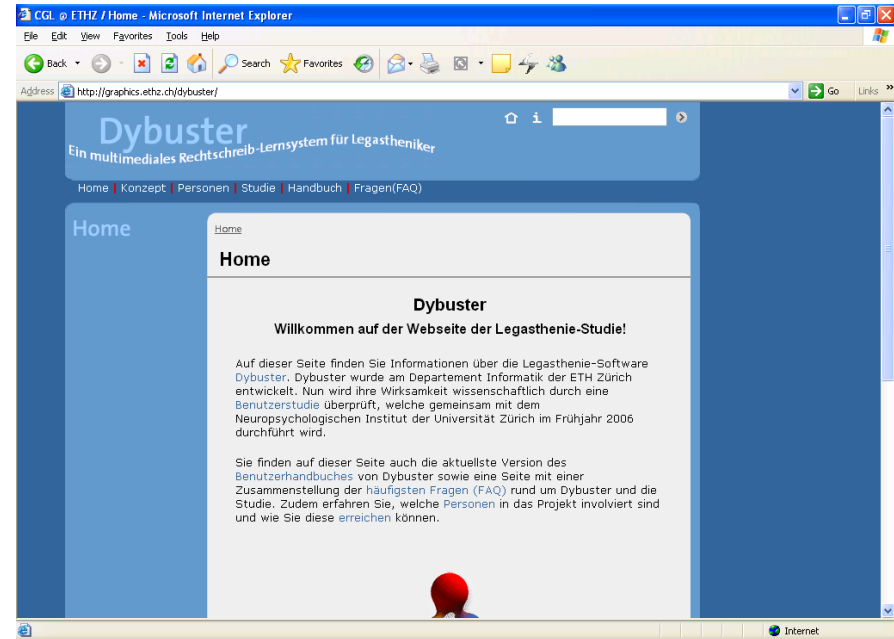 CGL @ ETHZ / Home - Microsoft Internet Explorer
File Edit View Favorites Tools Help
Back Search Favorites
Address http://graphics.ethz.ch/dybuster/ Go Links »
Dybuster
Ein multimediales Rechtschreib-Lernsystem für Legastheniker
Home | Konzept | Personen | Studie | Handbuch | Fragen(FAQ)
Home
Home
Home
Dybuster
Willkommen auf der Webseite der Legasthenie-Studie!
Auf dieser Seite finden Sie Informationen über die Legasthenie-Software
Dybuster. Dybuster wurde am Departement Informatik der ETH Zürich
entwickelt. Nun wird ihre Wirksamkeit wissenschaftlich durch eine
Benutzerstudie überprüft, welche gemeinsam mit dem
Neuropsychologischen Institut der Universität Zürich im Frühjahr 2006
durchführt wird.
Sie finden auf dieser Seite auch die aktuellste Version des
Benutzerhandbuches von Dybuster sowie eine Seite mit einer
Zusammenstellung der häufigsten Fragen (FAQ) rund um Dybuster und die
Studie. Zudem erfahren Sie, welche Personen in das Projekt involviert sind
und wie Sie diese erreichen können.
Internet